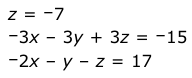 z = −7
−3x − 3y + 3z = −15
−2x − y − z = 17